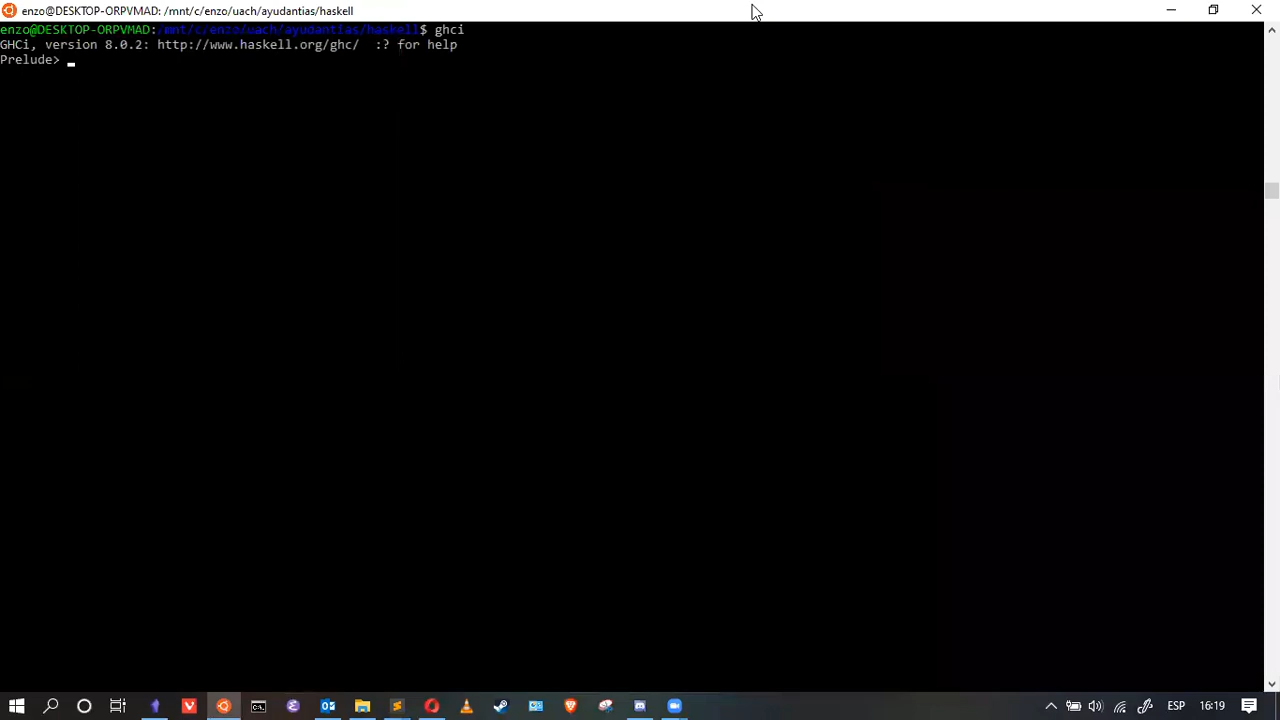 enzo@DESKTOP-ORPVMAD: /mnt/c/enzo/uach/ayudantias/haskell
enzo@DESKTOP-ORPVMAD:/mnt/c/enzo/uach/ayudantias/haskell$ ghci
GHCi, version 8.0.2: http://www.haskell.org/ghc/  :? for help
Prelude>
ESP
16:19